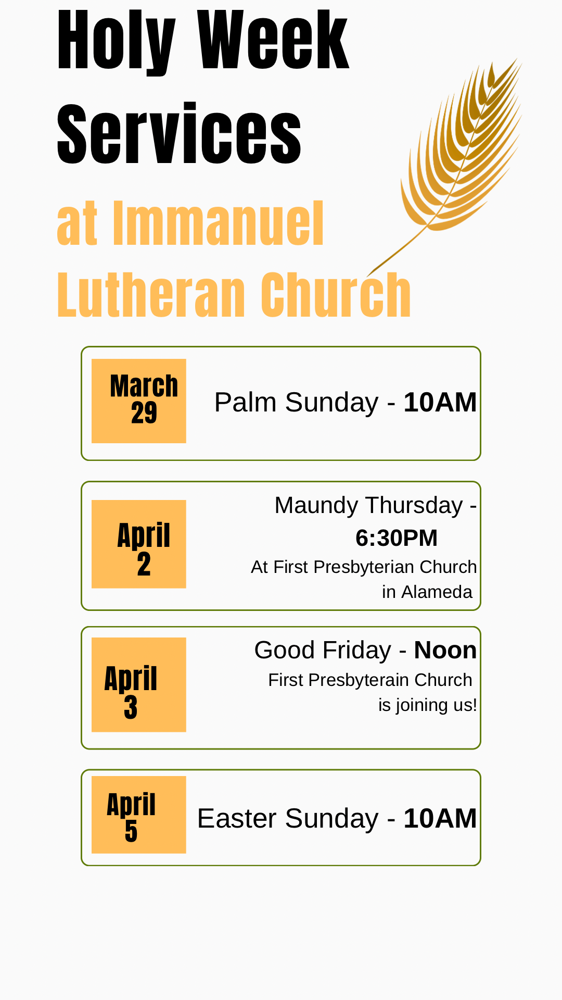 Holy Week
Services
at Immanuel
Lutheran Church
March
29
Palm Sunday - 10AM
April
2
Maundy Thursday -
6:30PM
At First Presbyterian Church
in Alameda
April
3
Good Friday - Noon
First Presbyterain Church
is joining us!
April
5
Easter Sunday - 10AM